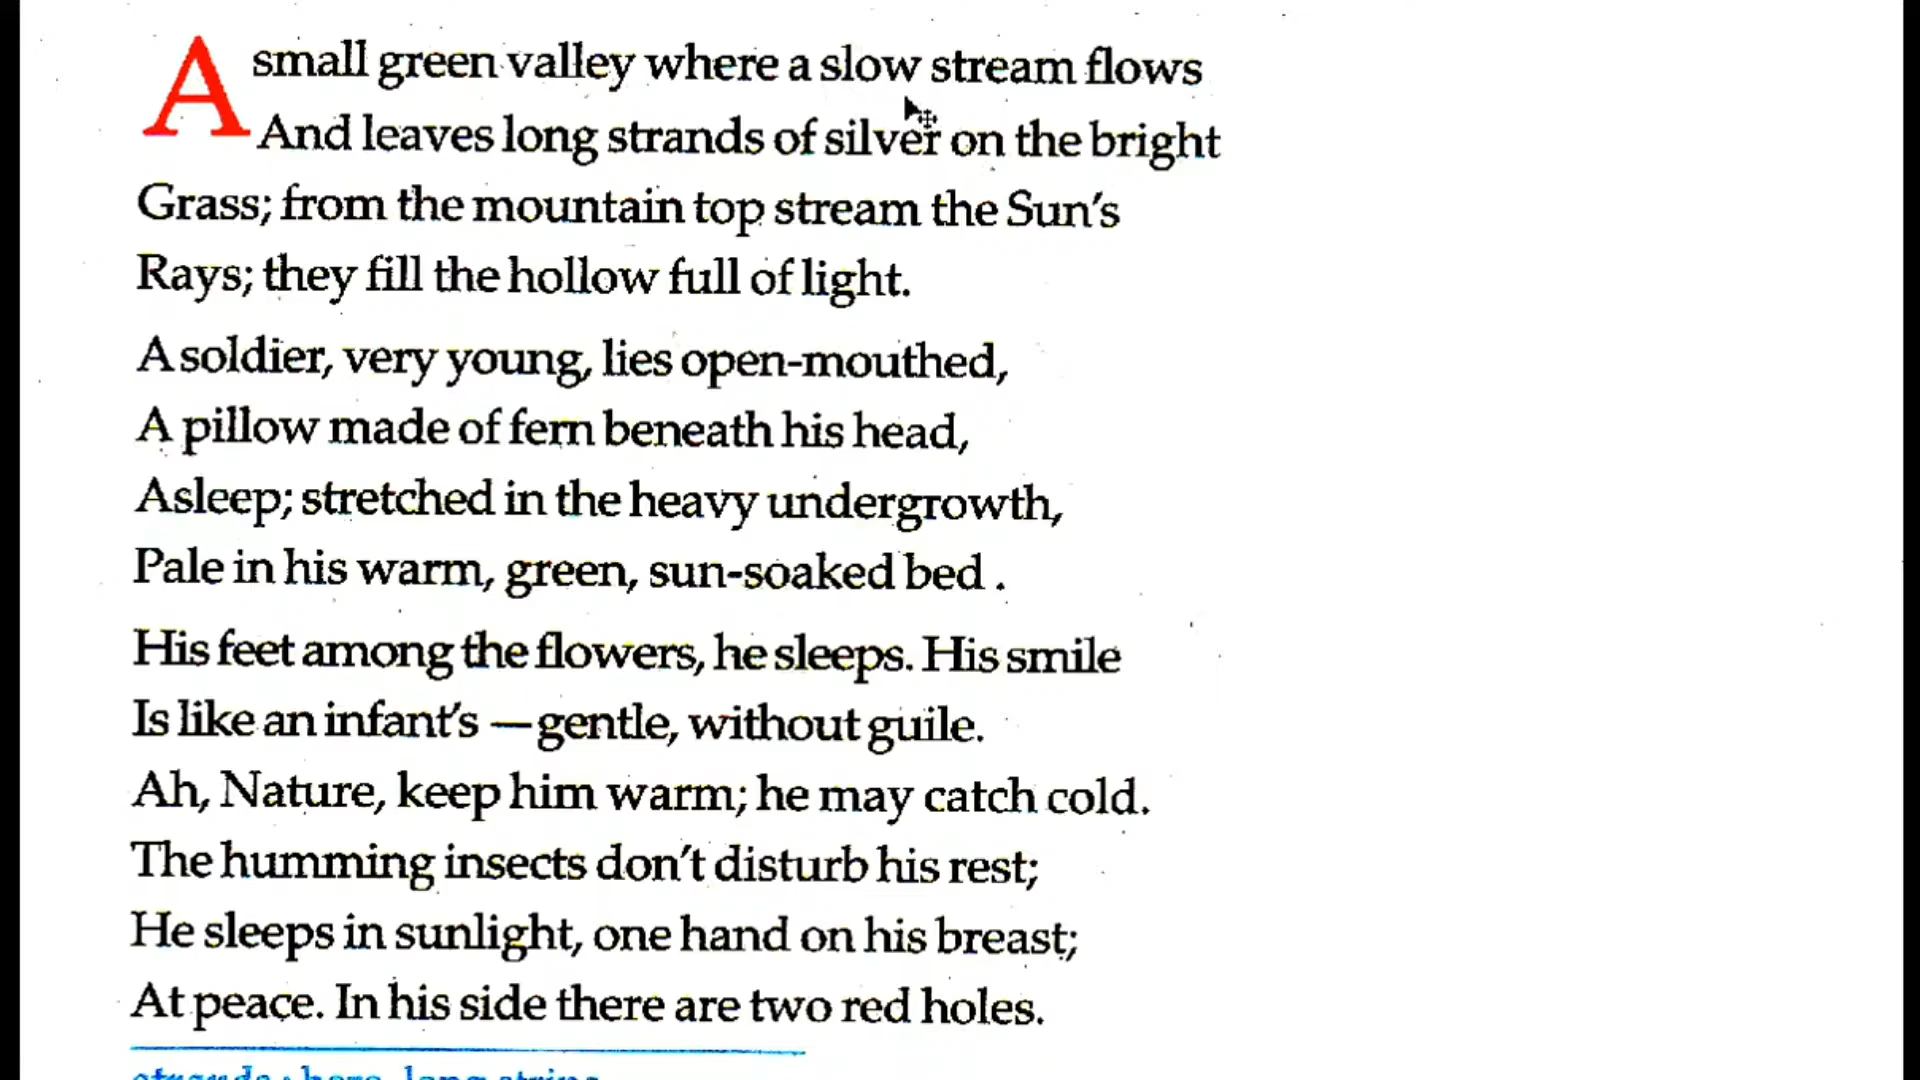 A small green valley where a slow stream flows
And leaves long strands of silver on the bright
Grass; from the mountain top stream the Sun's
Rays; they fill the hollow full of light.
A soldier, very young, lies open-mouthed,
A pillow made of fern beneath his head,
Asleep; stretched in the heavy undergrowth,
Pale in his warm, green, sun-soaked bed .
His feet among the flowers, he sleeps. His smile
Is like an infant's —gentle, without guile.
Ah, Nature, keep him warm; he may catch cold.
The humming insects don't disturb his rest;
He sleeps in sunlight, one hand on his breast;
At peace. In his side there are two red holes.
strands : here, long string